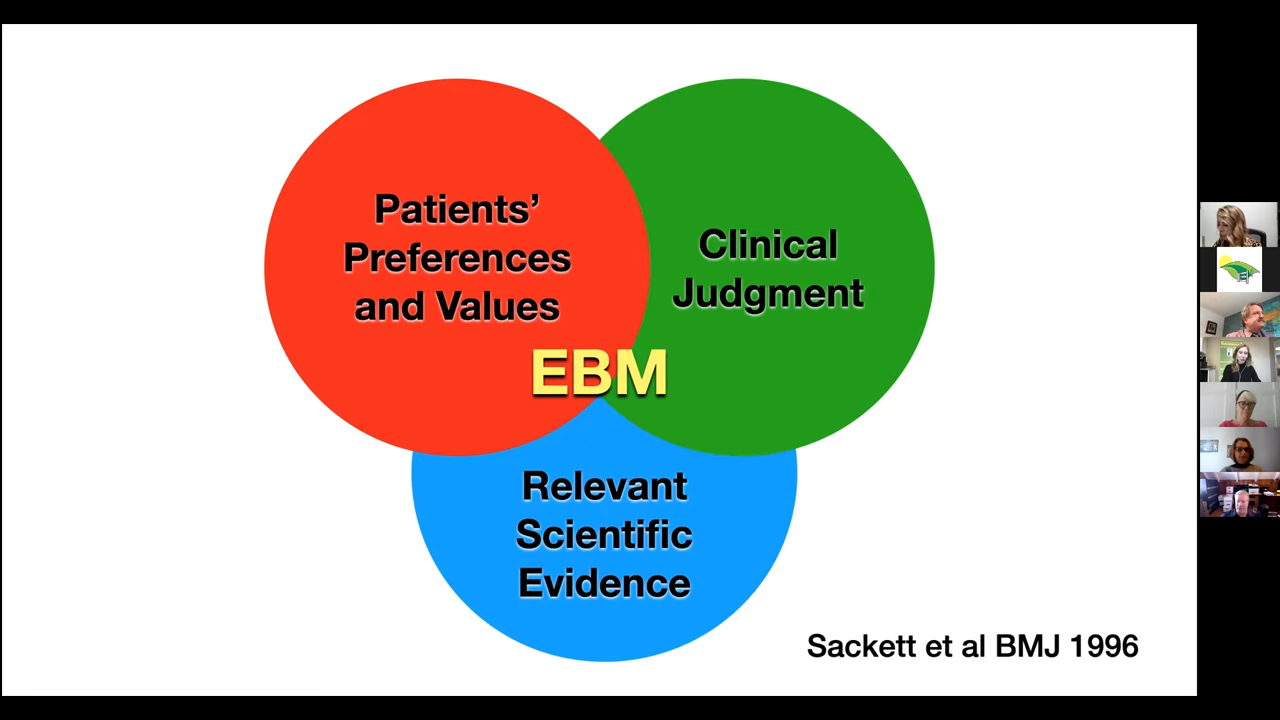 Patients’
Preferences
and Values
Clinical
Judgment
EBM
Relevant
Scientific
Evidence
Sackett et al BMJ 1996